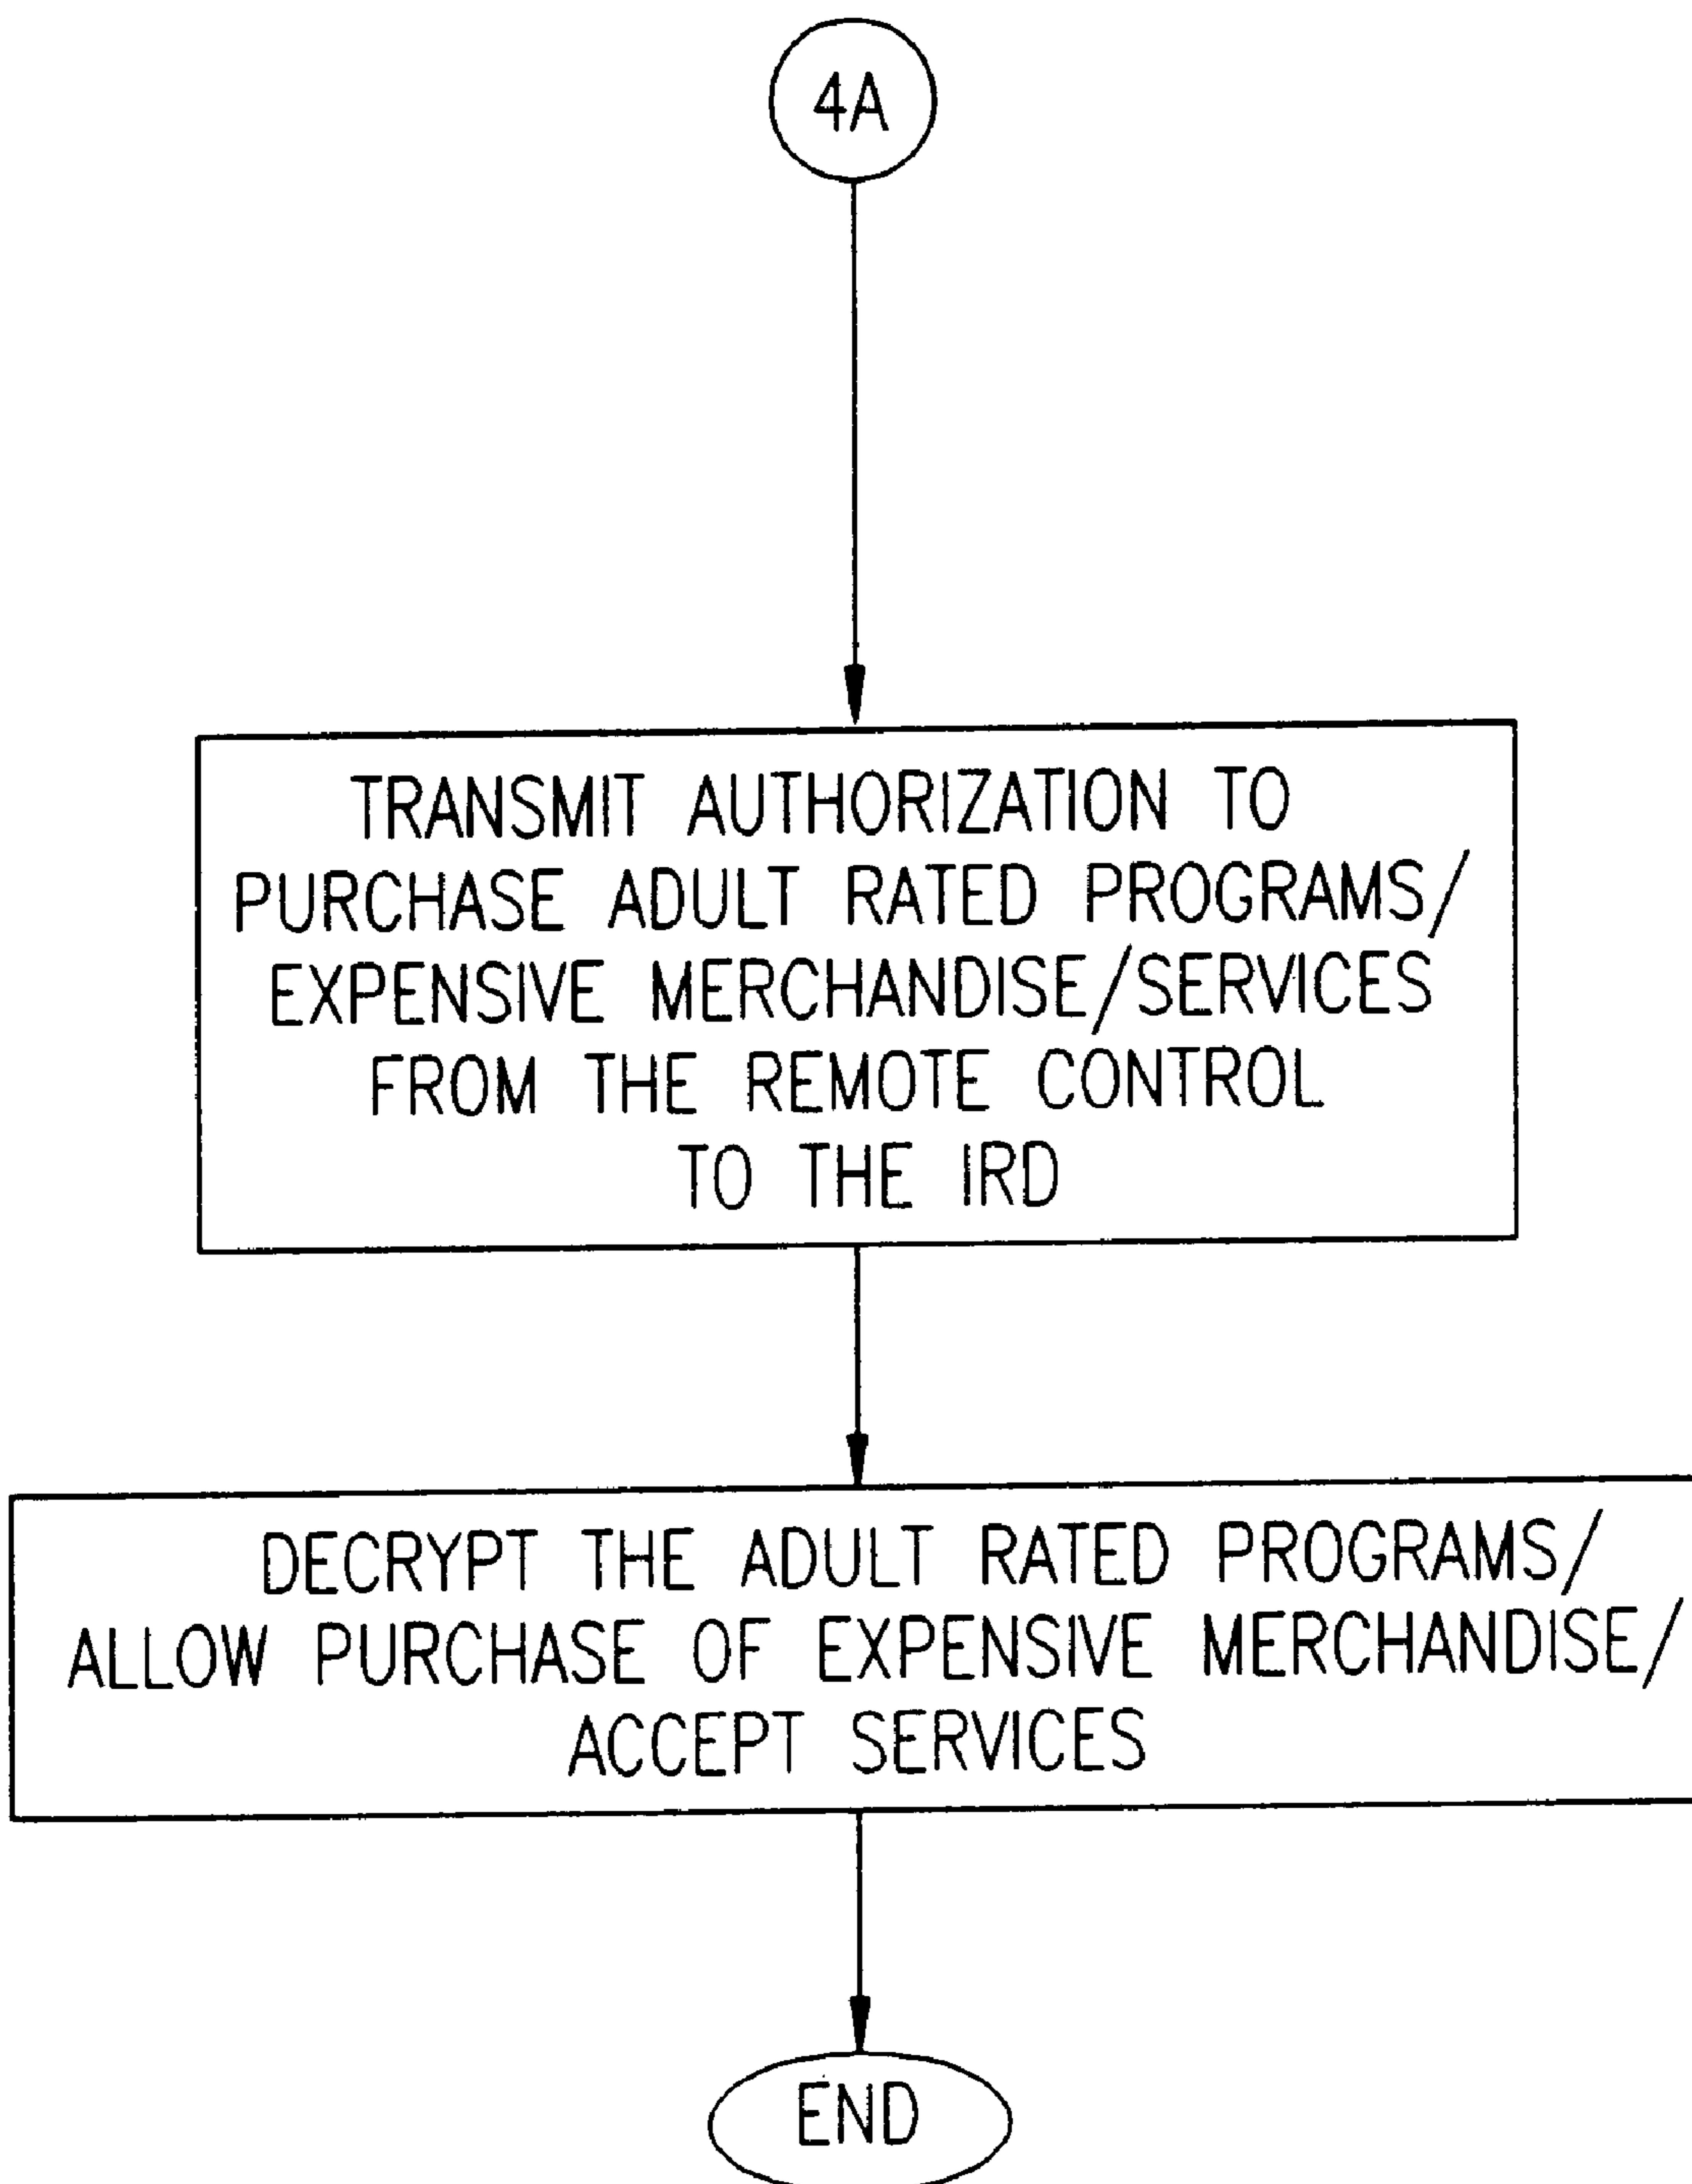 4A
TRANSMIT AUTHORIZATION TO
PURCHASE ADULT RATED PROGRAMS/
EXPENSIVE MERCHANDISE/SERVICES
FROM THE REMOTE CONTROL
TO THE IRD
DECRYPT THE ADULT RATED PROGRAMS/
ALLOW PURCHASE OF EXPENSIVE MERCHANDISE/
ACCEPT SERVICES
END